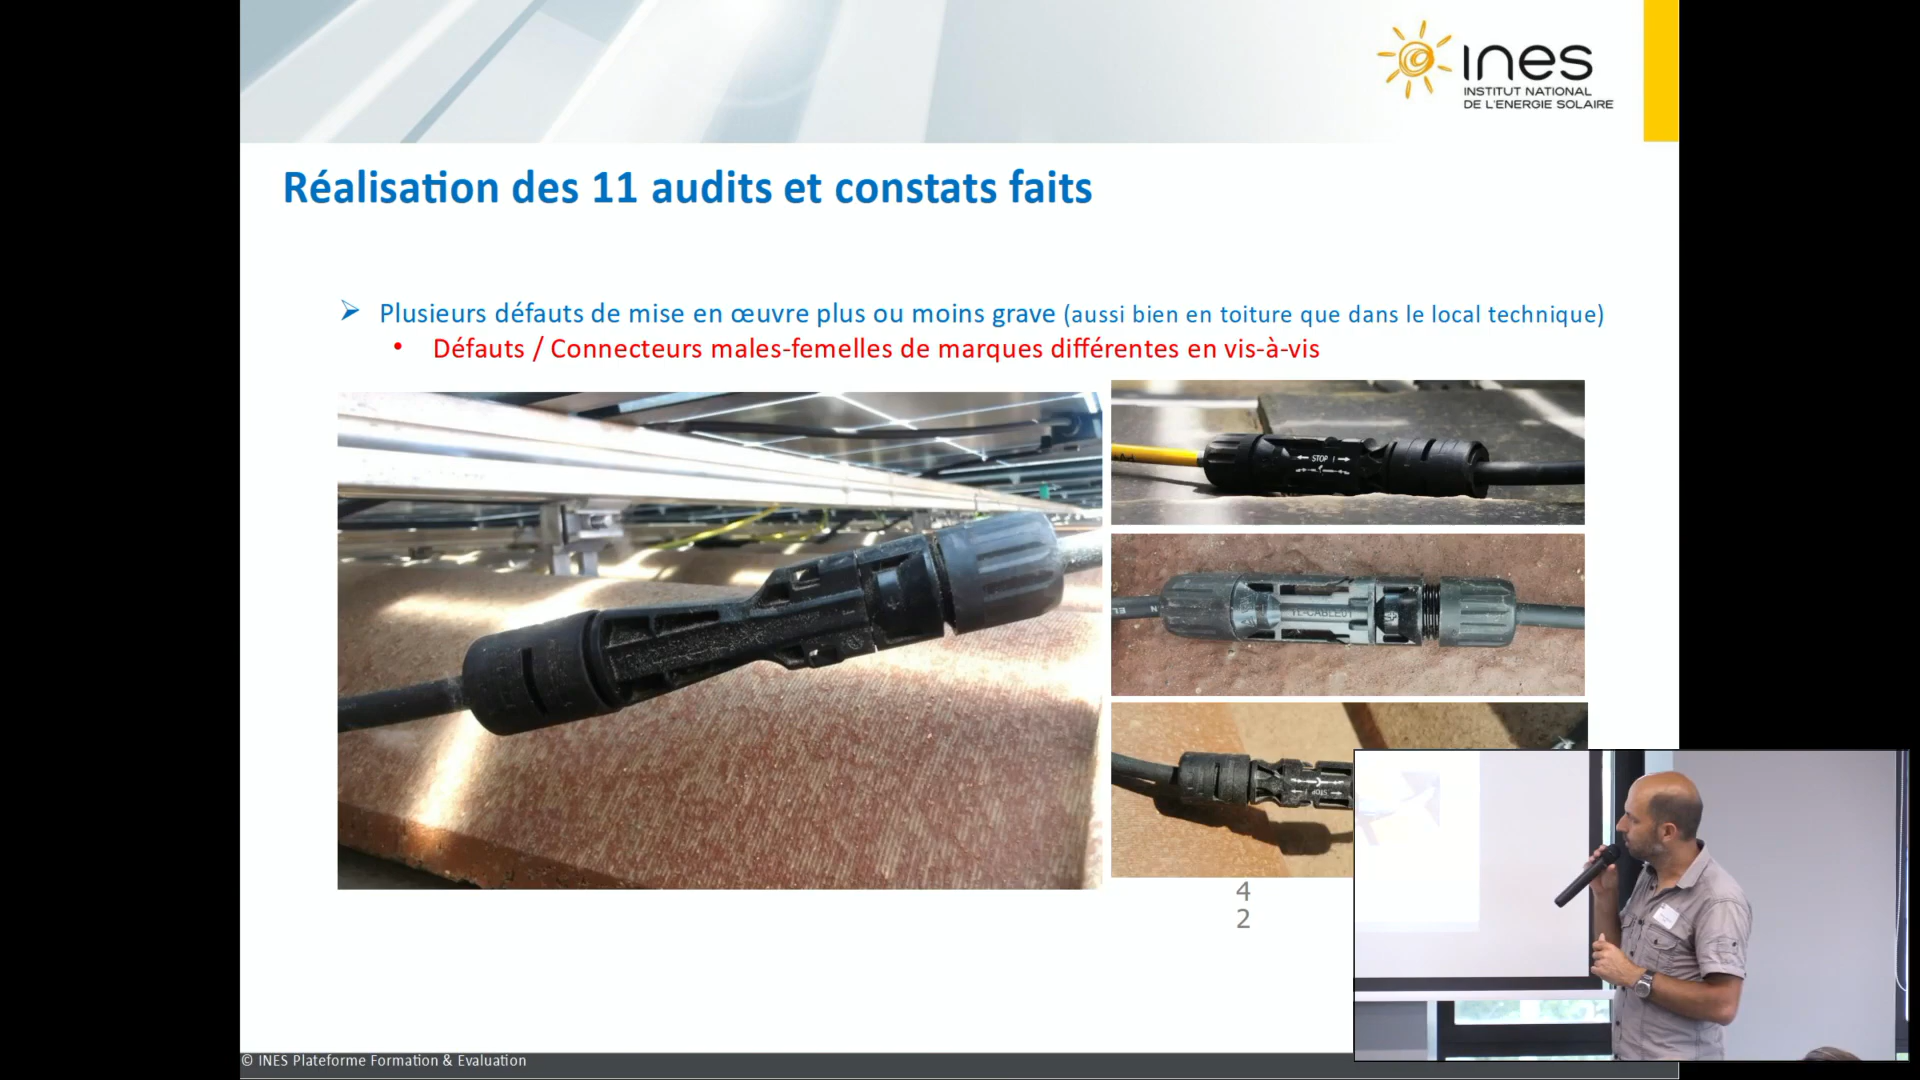 ines
INSTITUT NATIONAL
DE L'ENERGIE SOLAIRE
Réalisation des 11 audits et constats faits
➢ Plusieurs défauts de mise en œuvre plus ou moins grave (aussi bien en toiture que dans le local technique)
• Défauts / Connecteurs males-femelles de marques différentes en vis-à-vis
STOP
STOP
4
2
© INES Plateforme Formation & Evaluation